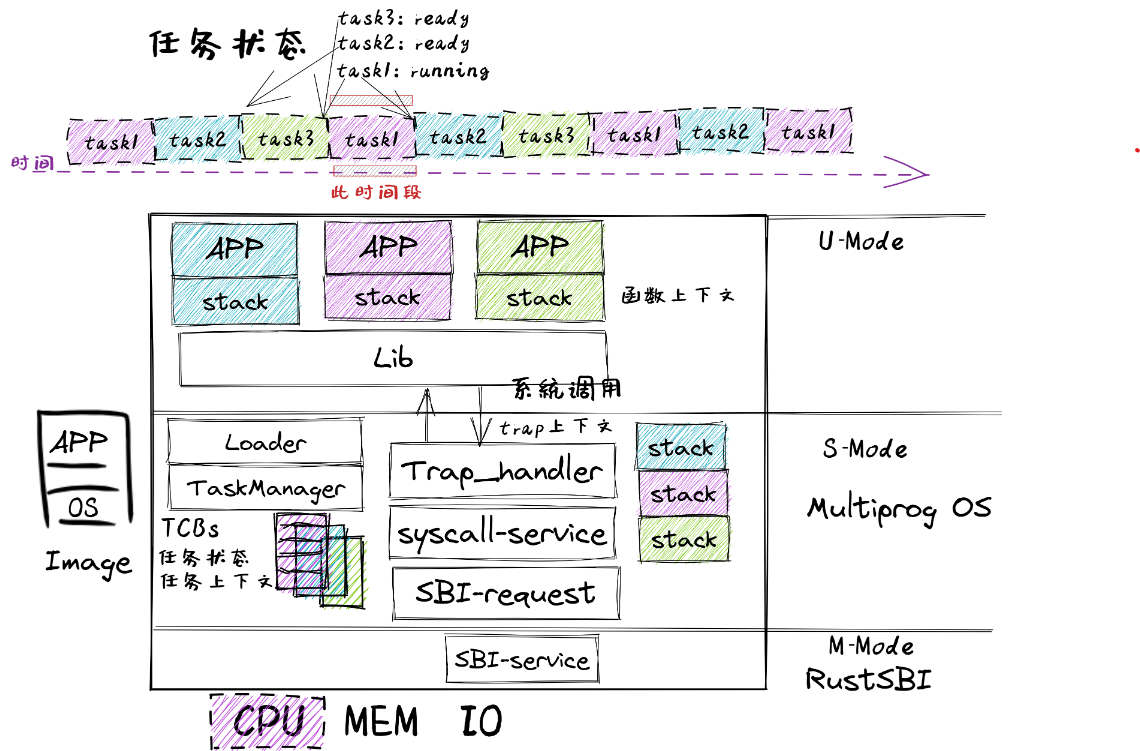 任务状态
task3: ready
task2: ready
task1: running
task1 task2 task3 task1 task2 task3 task1 task2 task1
时间
此时间段
APP APP APP
U-Mode
stack stack stack
函数上下文
Lib
系统调用
trap上下文
APP
OS
Image
Loader
TaskManager
TCBs
任务状态
任务上下文
Trap_handler
syscall-service
SBI-request
stack
stack
stack
S-Mode
Multiprog OS
SBI-service
M-Mode
RustSBI
CPU MEM IO